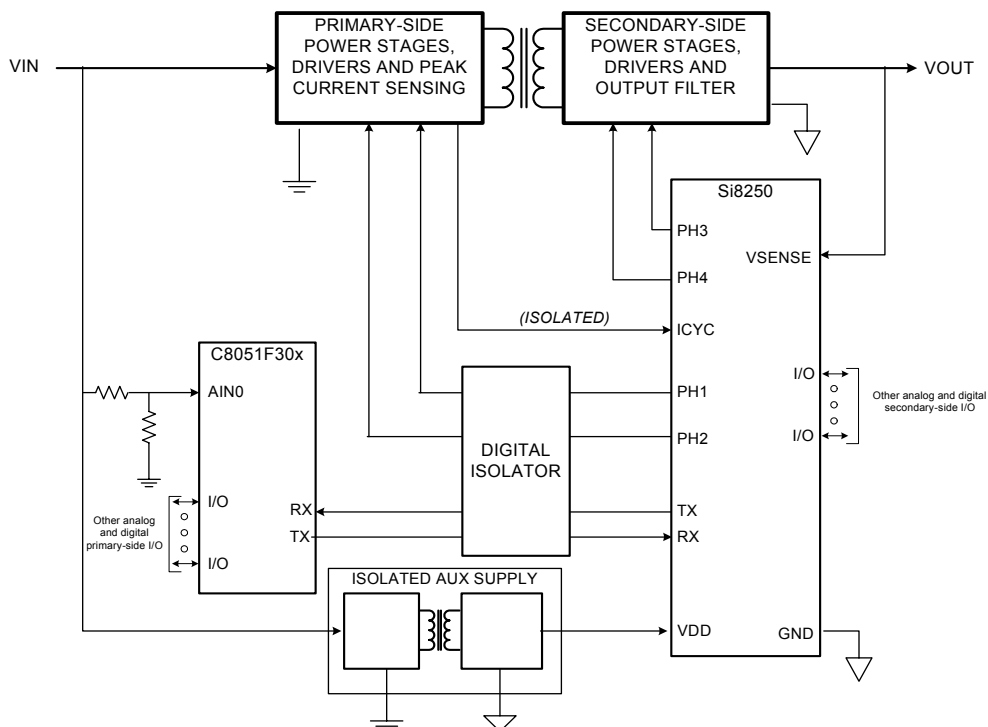 PRIMARY-SIDE
POWER STAGES,
DRIVERS AND PEAK
CURRENT SENSING
SECONDARY-SIDE
POWER STAGES,
DRIVERS AND
OUTPUT FILTER
VIN
VOUT
Si8250
PH3
VSENSE
PH4
(ISOLATED)
ICYC
C8051F30x
AIN0
I/O
Other analog and digital
secondary-side I/O
I/O
PH1
PH2
DIGITAL
ISOLATOR
I/O
Other analog
and digital
primary-side I/O
I/O
RX
TX
TX
RX
ISOLATED AUX SUPPLY
VDD
GND